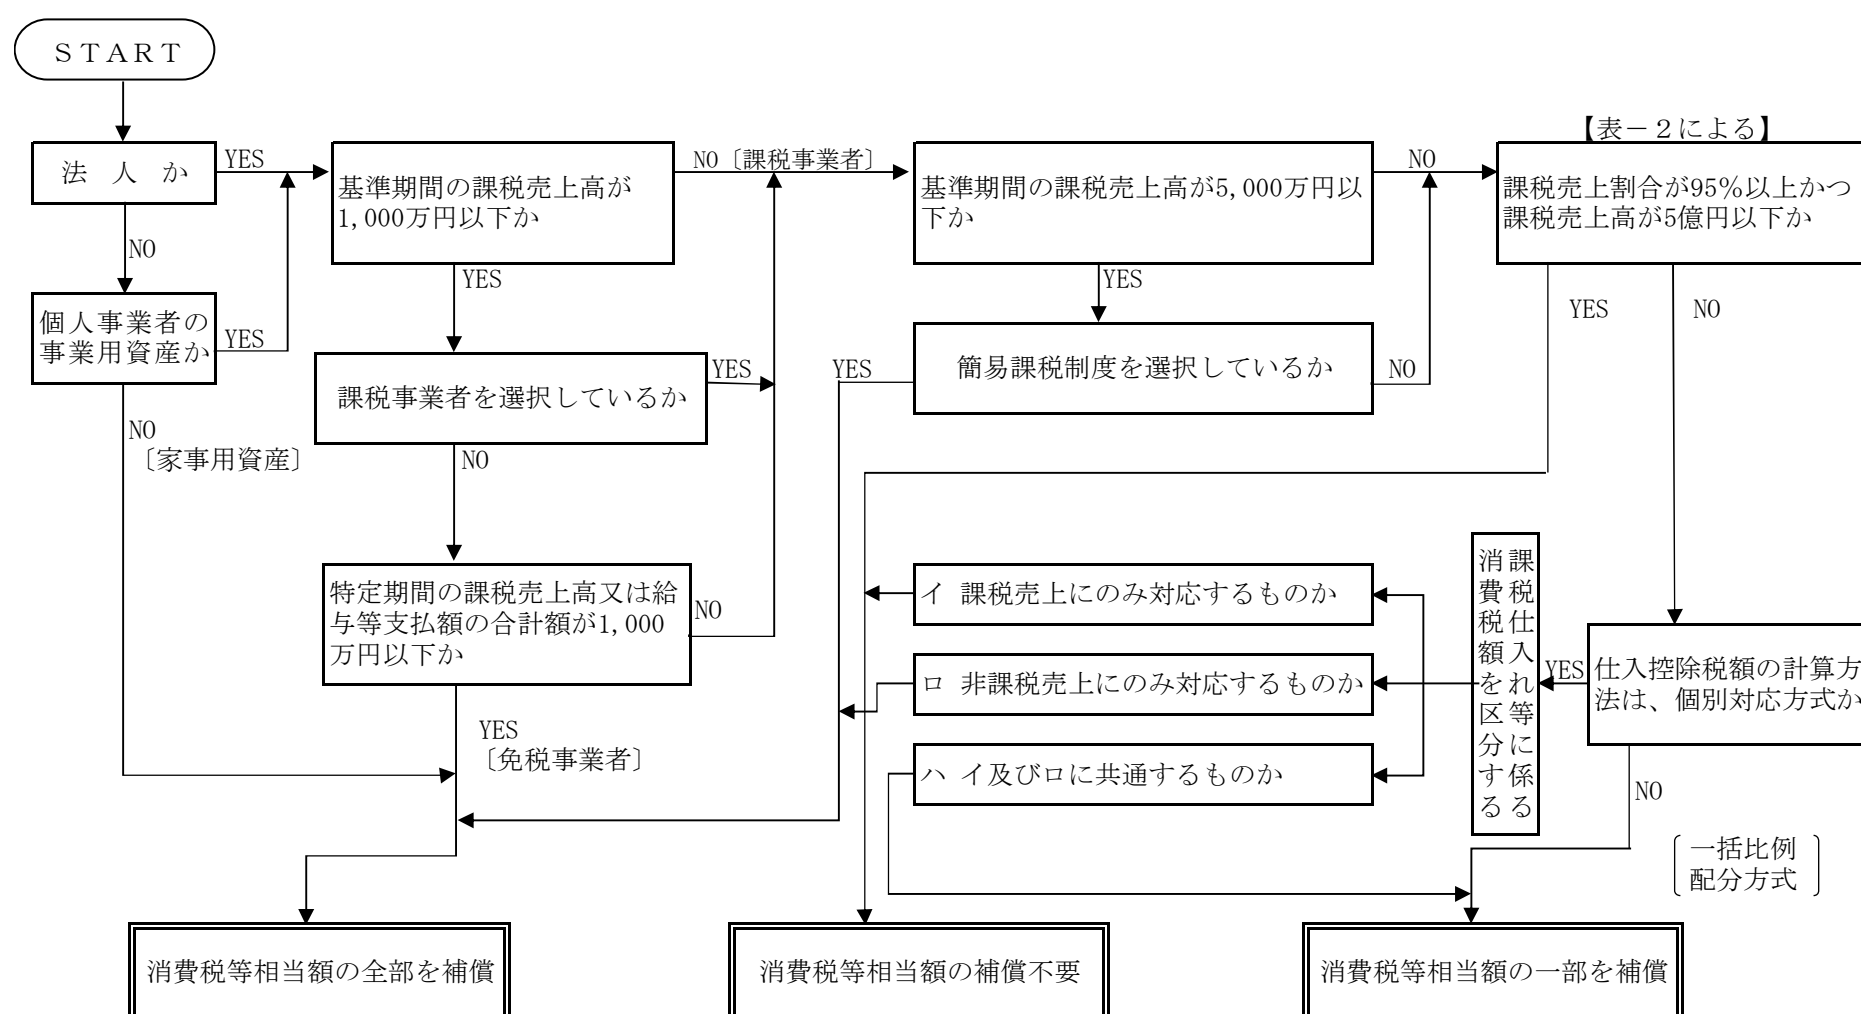 ＳＴＡＲＴ
法　人　か
YES
NO
個人事業者の
事業用資産か
YES
NO
〔家事用資産〕
基準期間の課税売上高が
1,000万円以下か
NO〔課税事業者〕
YES
課税事業者を選択しているか
YES
NO
特定期間の課税売上高又は給
与等支払額の合計額が1,000
万円以下か
NO
YES
〔免税事業者〕
基準期間の課税売上高が5,000万円以
下か
NO
YES
簡易課税制度を選択しているか
YES
NO
【表－２による】
課税売上割合が95％以上かつ
課税売上高が5億円以下か
YES
NO
仕入控除税額の計算方
法は、個別対応方式か
YES
NO
〔一括比例
配分方式〕
課税仕入れ等に係る
消費税額を区分する
イ 課税売上にのみ対応するものか
ロ 非課税売上にのみ対応するものか
ハ イ及びロに共通するものか
消費税等相当額の全部を補償
消費税等相当額の補償不要
消費税等相当額の一部を補償